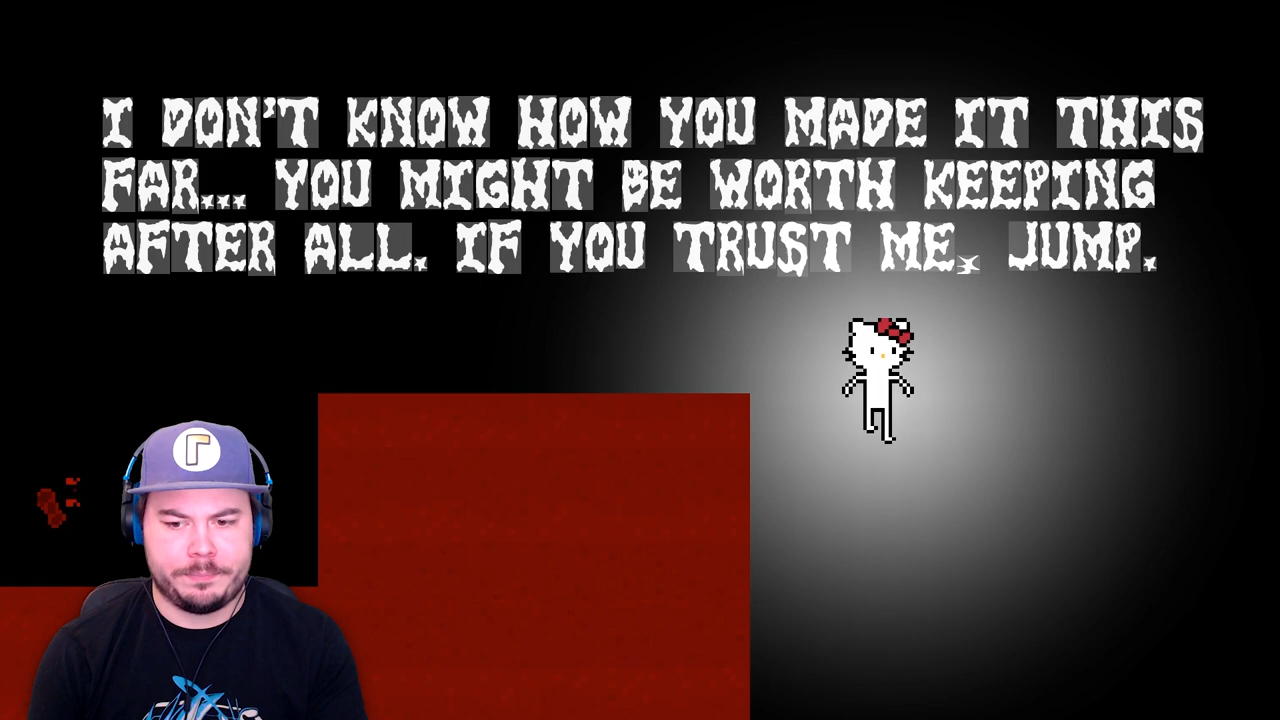 I DON'T KNOW HOW YOU MADE IT THIS
FAR... YOU MIGHT BE WORTH KEEPING
AFTER ALL. IF YOU TRUST ME, JUMP.